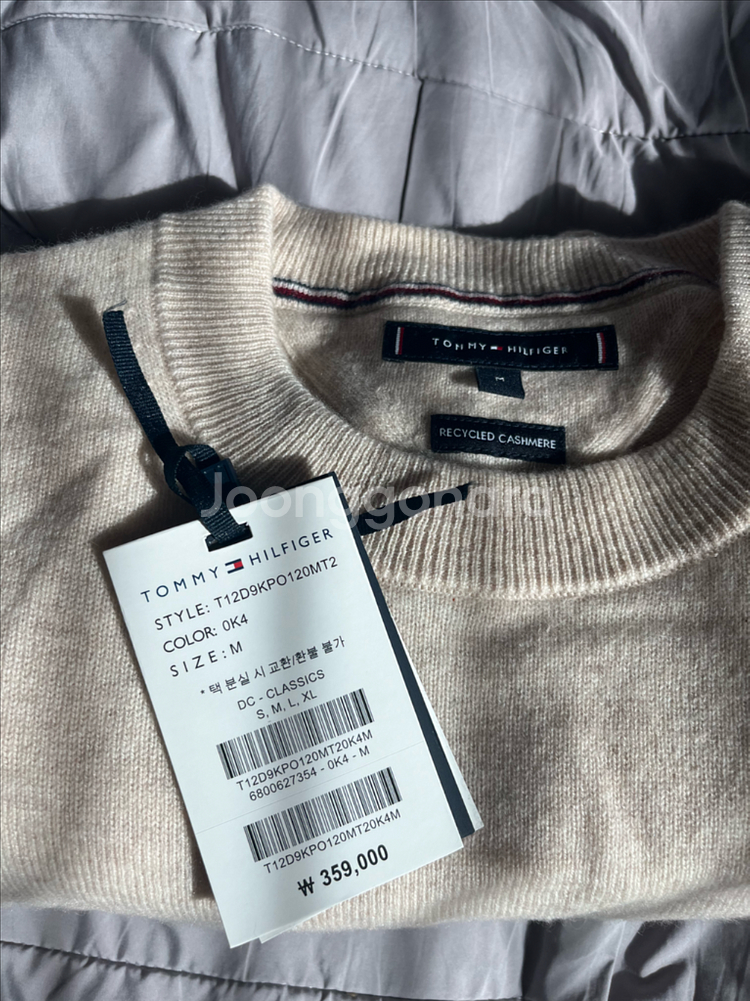 TOMMY HILFIGER
RECYCLED CASHMERE
Joonggonara
TOMMY HILFIGER
STYLE: T12D9KPO120MT2
COLOR: 0K4
SIZE: M
* 택 분실 시 교환/환불 불가
DC - CLASSICS
S, M, L, XL
T12D9KPO120MT20K4M
6800627354 - 0K4 - M
T12D9KPO120MT20K4M
₩ 359,000